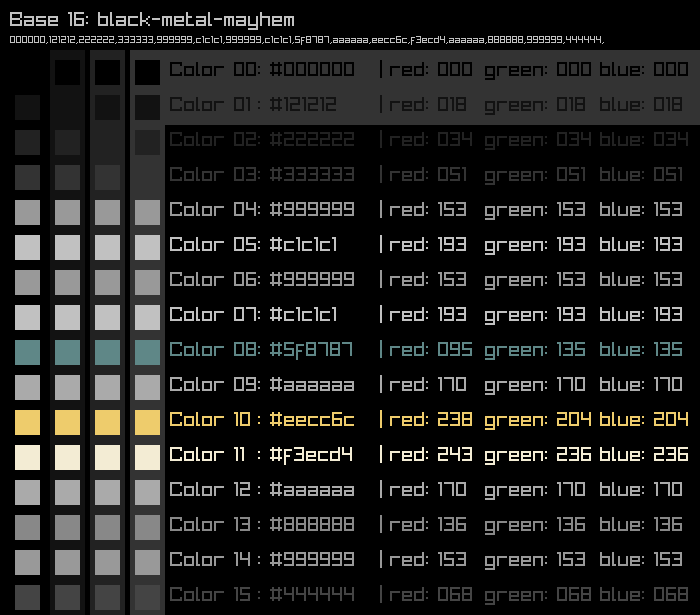 Base 16: black-metal-mayhem
000000,121212,222222,333333,999999,c1c1c1,999999,c1c1c1,5f8787,aaaaaa,eecc6c,f3ecd4,aaaaaa,888888,999999,444444,
Color 00: #000000 | red: 000 green: 000 blue: 000
Color 01 : #121212 | red: 018 green: 018 blue: 018
Color 02: #222222 | red: 034 green: 034 blue: 034
Color 03: #333333 | red: 051 green: 051 blue: 051
Color 04: #999999 | red: 153 green: 153 blue: 153
Color 05: #c1c1c1 | red: 193 green: 193 blue: 193
Color 06: #999999 | red: 153 green: 153 blue: 153
Color 07: #c1c1c1 | red: 193 green: 193 blue: 193
Color 08: #5f8787 | red: 095 green: 135 blue: 135
Color 09: #aaaaaa | red: 170 green: 170 blue: 170
Color 10 : #eecc6c | red: 238 green: 204 blue: 204
Color 11 : #f3ecd4 | red: 243 green: 236 blue: 236
Color 12 : #aaaaaa | red: 170 green: 170 blue: 170
Color 13 : #888888 | red: 136 green: 136 blue: 136
Color 14 : #999999 | red: 153 green: 153 blue: 153
Color 15 : #444444 | red: 068 green: 068 blue: 068